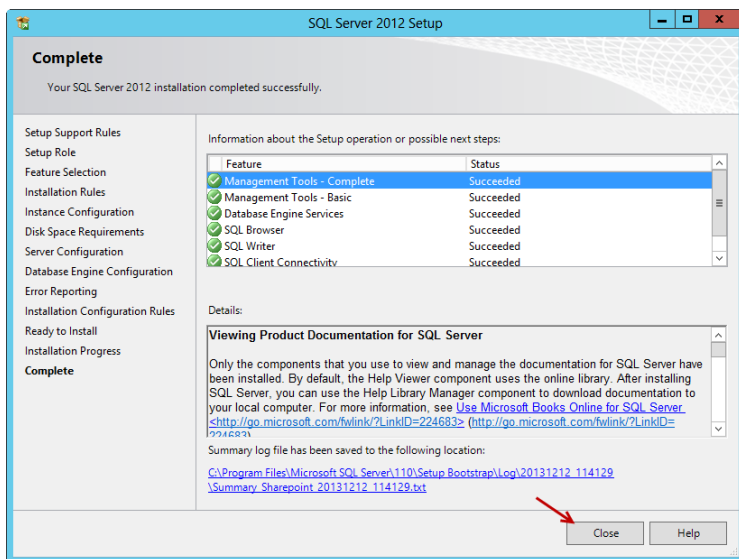 SQL Server 2012 Setup
Complete
Your SQL Server 2012 installation completed successfully.
Setup Support Rules
Setup Role
Feature Selection
Installation Rules
Instance Configuration
Disk Space Requirements
Server Configuration
Database Engine Configuration
Error Reporting
Installation Configuration Rules
Ready to Install
Installation Progress
Complete
Information about the Setup operation or possible next steps:
Feature Status
Management Tools - Complete Succeeded
Management Tools - Basic Succeeded
Database Engine Services Succeeded
SQL Browser Succeeded
SQL Writer Succeeded
SQL Client Connectivity Succeeded
Details:
Viewing Product Documentation for SQL Server
Only the components that you use to view and manage the documentation for SQL Server have
been installed. By default, the Help Viewer component uses the online library. After installing
SQL Server, you can use the Help Library Manager component to download documentation to
your local computer. For more information, see Use Microsoft Books Online for SQL Server
<http://go.microsoft.com/fwlink/?LinkID=224683> (http://go.microsoft.com/fwlink/?LinkID=
224683)
Summary log file has been saved to the following location:
C:\Program Files\Microsoft SQL Server\110\Setup Bootstrap\Log\20131212_114129
\Summary_Sharepoint_20131212_114129.txt
Close Help